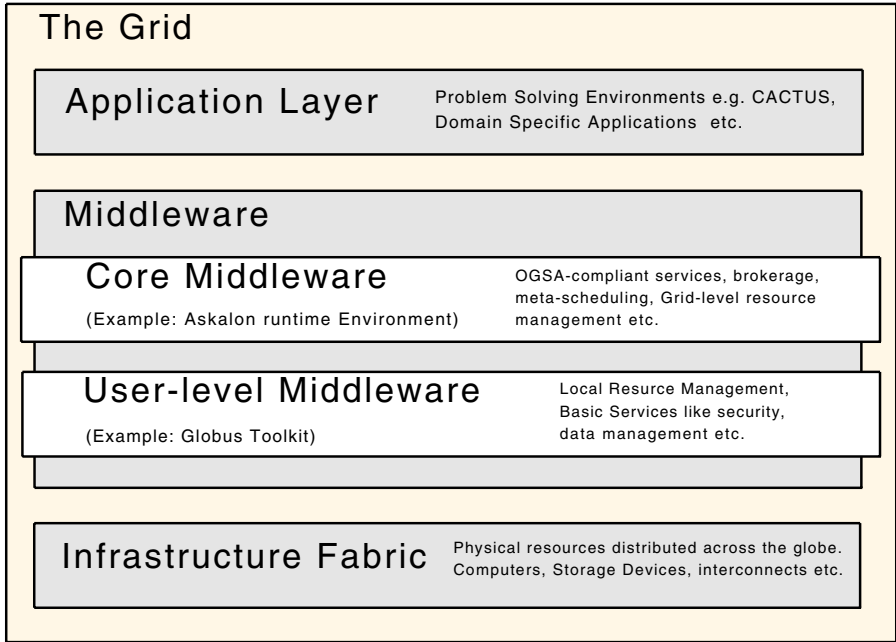 The Grid
Application Layer
Problem Solving Environments e.g. CACTUS,
Domain Specific Applications etc.
Middleware
Core Middleware
(Example: Askalon runtime Environment)
OGSA-compliant services, brokerage,
meta-scheduling, Grid-level resource
management etc.
User-level Middleware
(Example: Globus Toolkit)
Local Resurce Management,
Basic Services like security,
data management etc.
Infrastructure Fabric
Physical resources distributed across the globe.
Computers, Storage Devices, interconnects etc.